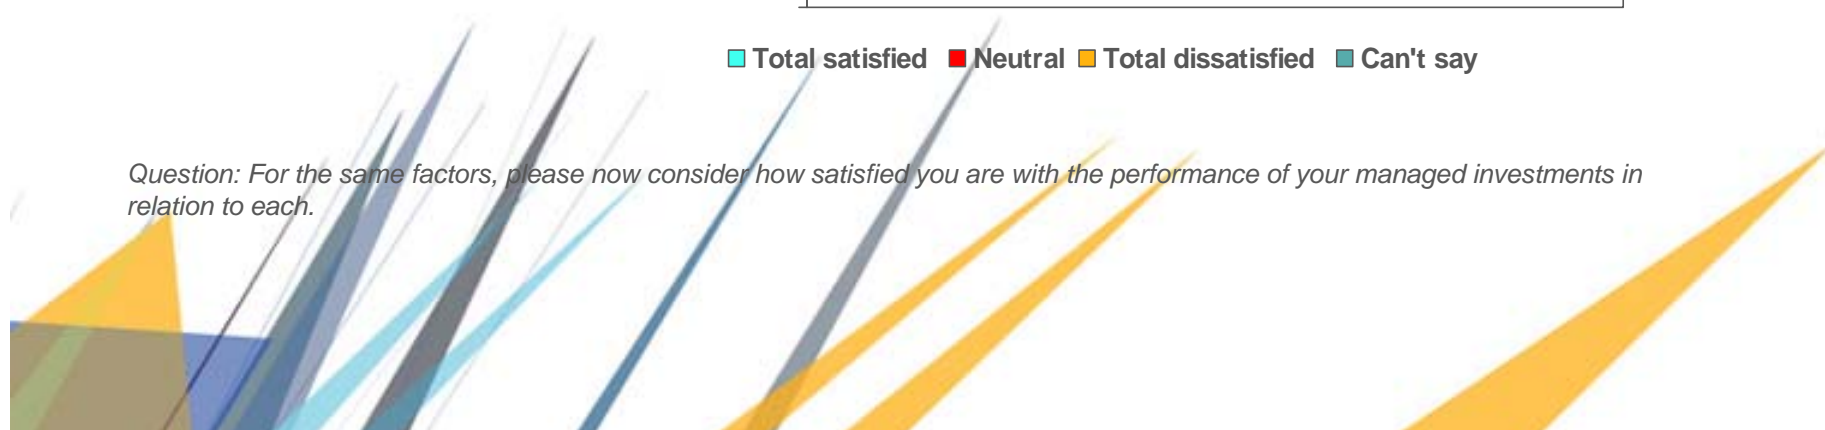 Total satisfied Neutral Total dissatisfied Can't say
Question: For the same factors, please now consider how satisfied you are with the performance of your managed investments in
relation to each.